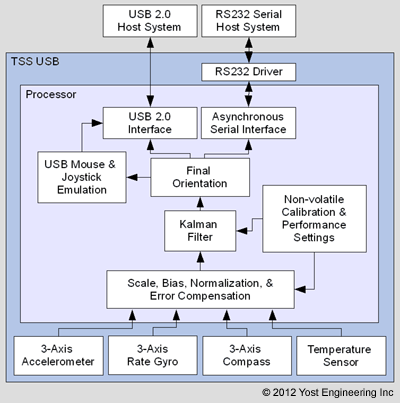 USB 2.0
Host System
RS232 Serial
Host System
TSS USB
RS232 Driver
Processor
USB 2.0
Interface
Asynchronous
Serial Interface
USB Mouse &
Joystick
Emulation
Final
Orientation
Non-volatile
Calibration &
Performance
Settings
Kalman
Filter
Scale, Bias, Normalization, &
Error Compensation
3-Axis
Accelerometer
3-Axis
Rate Gyro
3-Axis
Compass
Temperature
Sensor
© 2012 Yost Engineering Inc